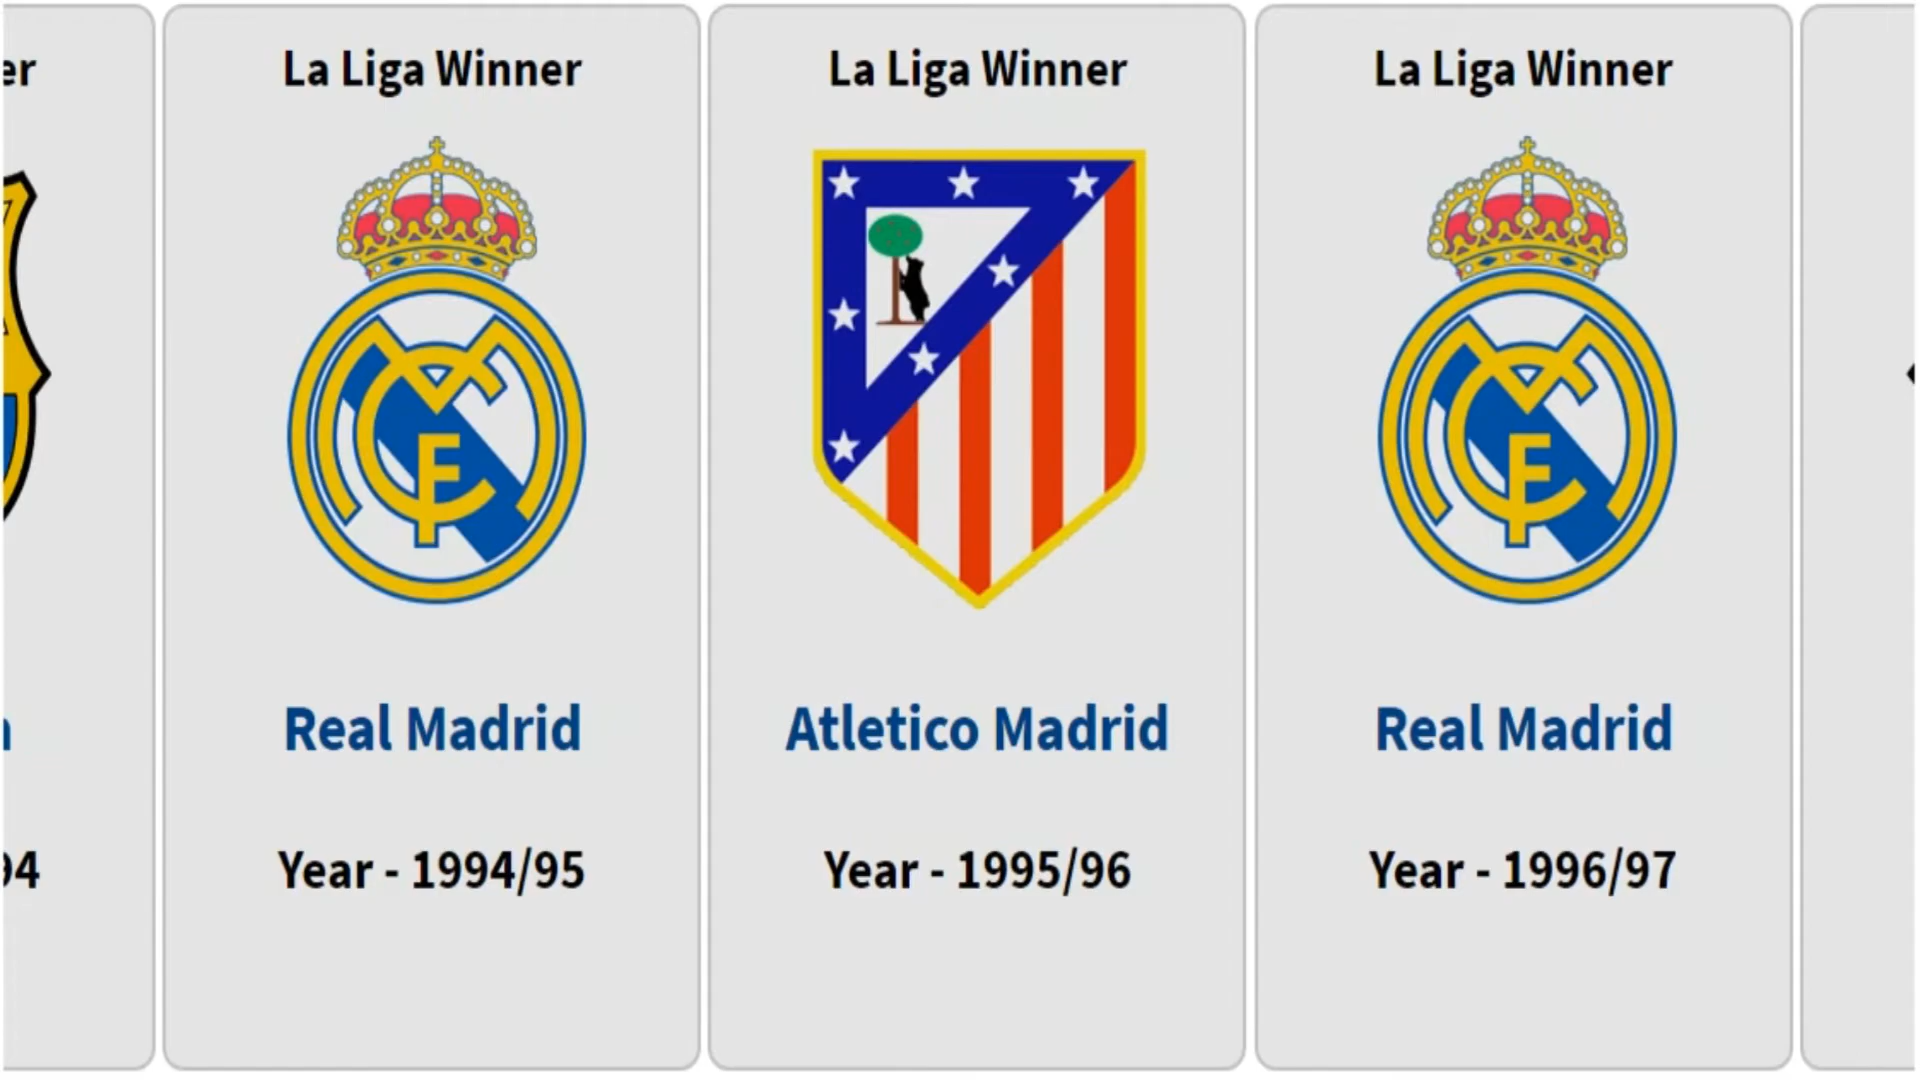 La Liga Winner
Real Madrid
Year - 1994/95
La Liga Winner
Atletico Madrid
Year - 1995/96
La Liga Winner
Real Madrid
Year - 1996/97